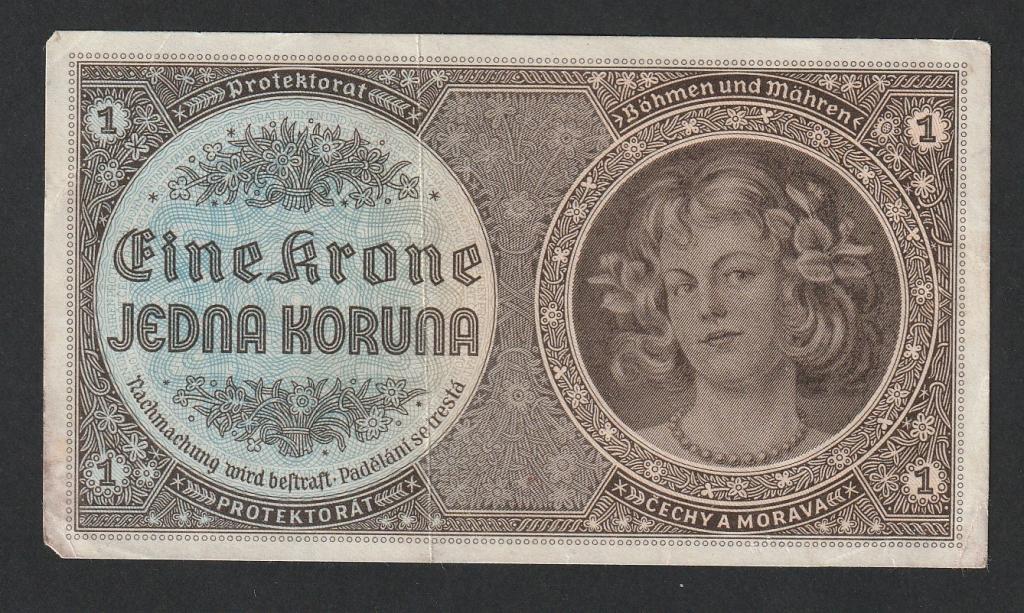 Protektorat
Böhmen und Mähren
1
1
Eine Krone
JEDNA KORUNA
Nachmachung wird bestraft. Padělání se trestá
1
1
PROTEKTORÁT
ČECHY A MORAVA